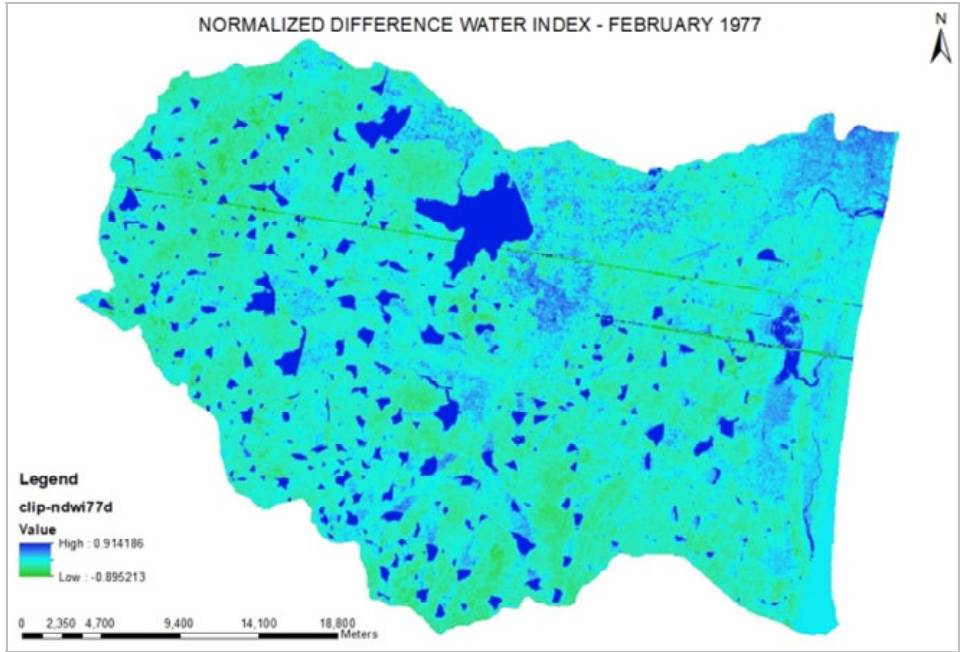 NORMALIZED DIFFERENCE WATER INDEX - FEBRUARY 1977
N
Legend
clip-ndwi77d
Value
High : 0.914186
Low : -0.895213
0 2,350 4,700 9,400 14,100 18,800
Meters